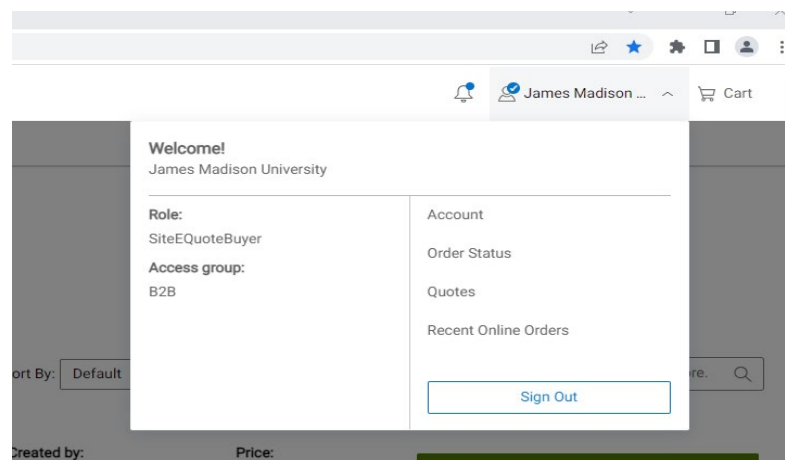 James Madison ...
Cart
Welcome!
James Madison University
Role:
SiteEQuoteBuyer
Access group:
B2B
Account
Order Status
Quotes
Recent Online Orders
Sign Out
ort By: Default
re.
Created by:
Price: